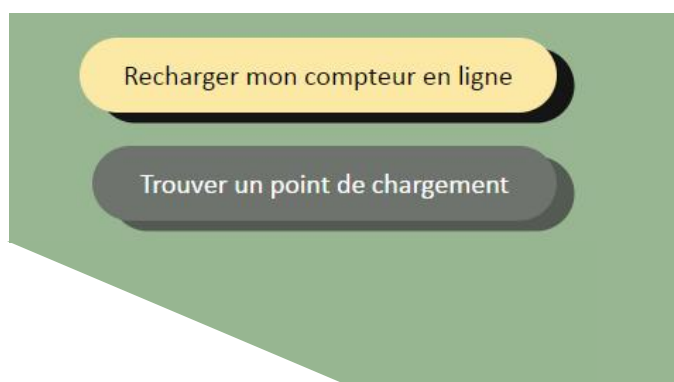 Recharger mon compteur en ligne
Trouver un point de chargement